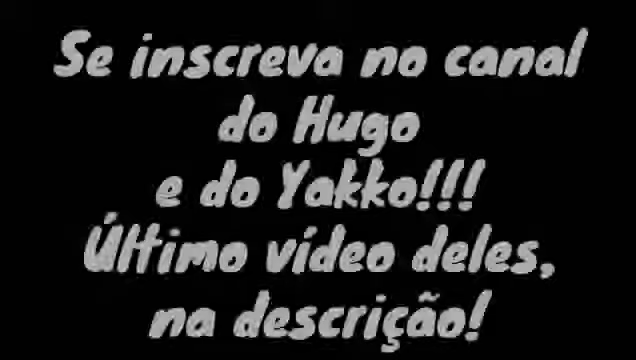 Se inscreva no canal
do Hugo
e do Yakko!!!
Último vídeo deles,
na descrição!